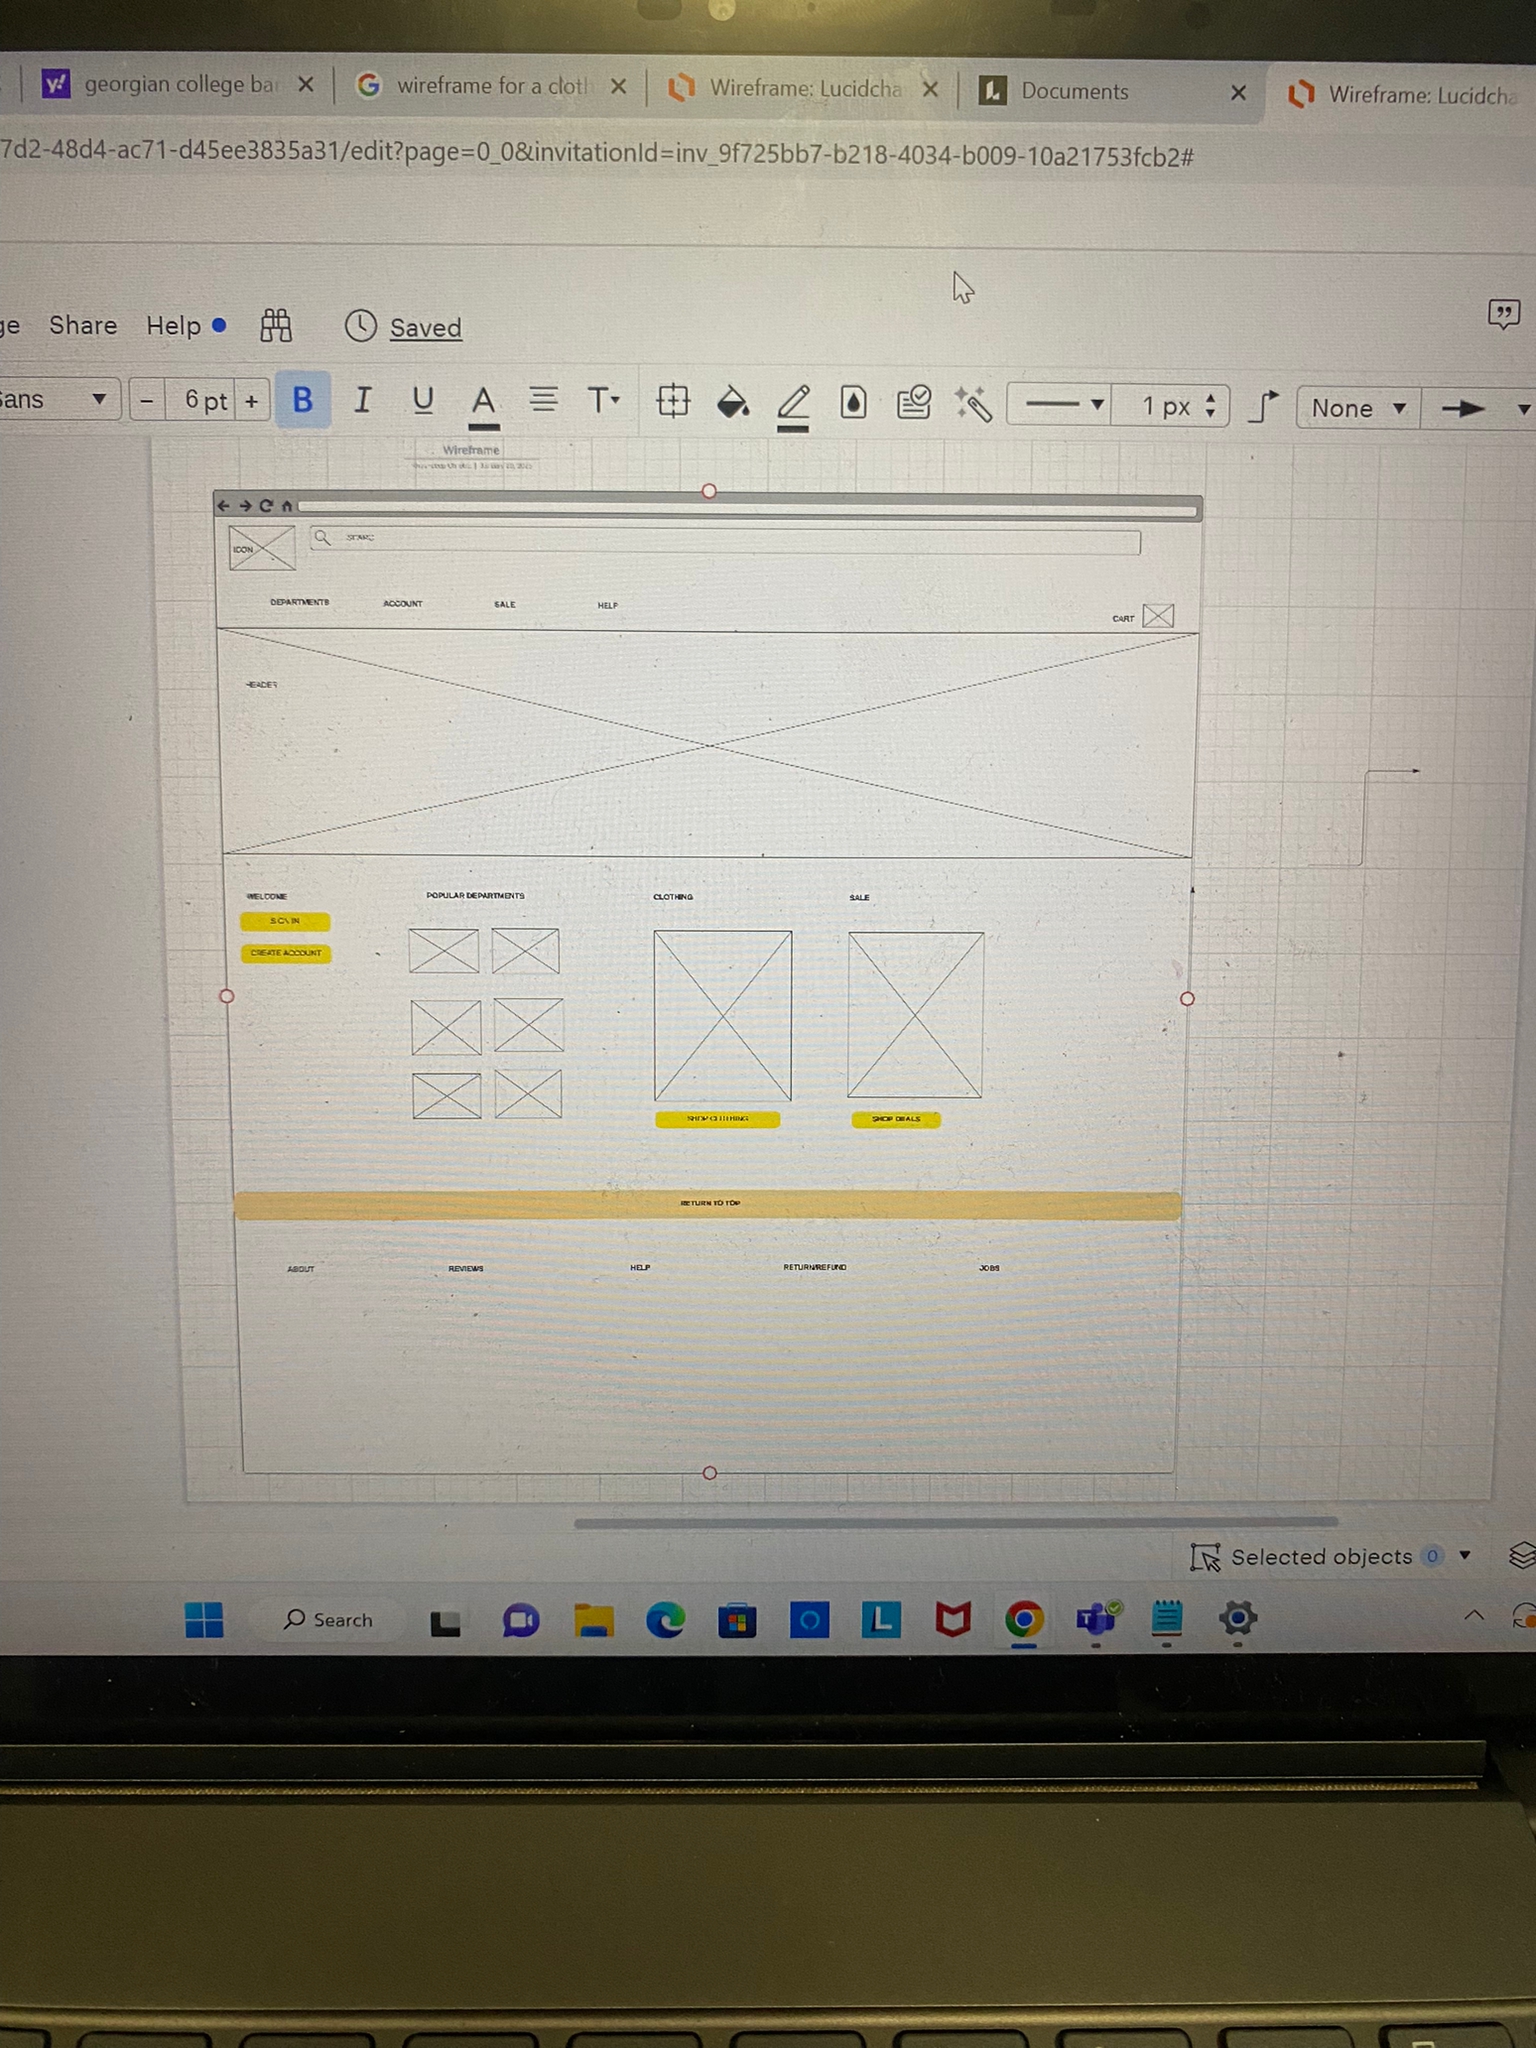 georgian college ba
wireframe for a cloth
Wireframe: Lucidcha
Documents
Wireframe: Lucidcha
7d2-48d4-ac71-d45ee3835a31/edit?page=0_0&invitationId=inv_9f725bb7-b218-4034-b009-10a21753fcb2#
ge Share Help Saved
Sans - 6 pt + B I U A T 1 px None
Wireframe
ICON
DEPARTMENTS ACCOUNT SALE HELP
CART
HEADER
WELCOME POPULAR DEPARTMENTS CLOTHING SALE
SIGN IN
CREATE ACCOUNT
SHOP CLOTHING SHOP DEALS
RETURN TO TOP
ABOUT REVIEWS HELP RETURN/REFUND JOBS
Selected objects 0
Search